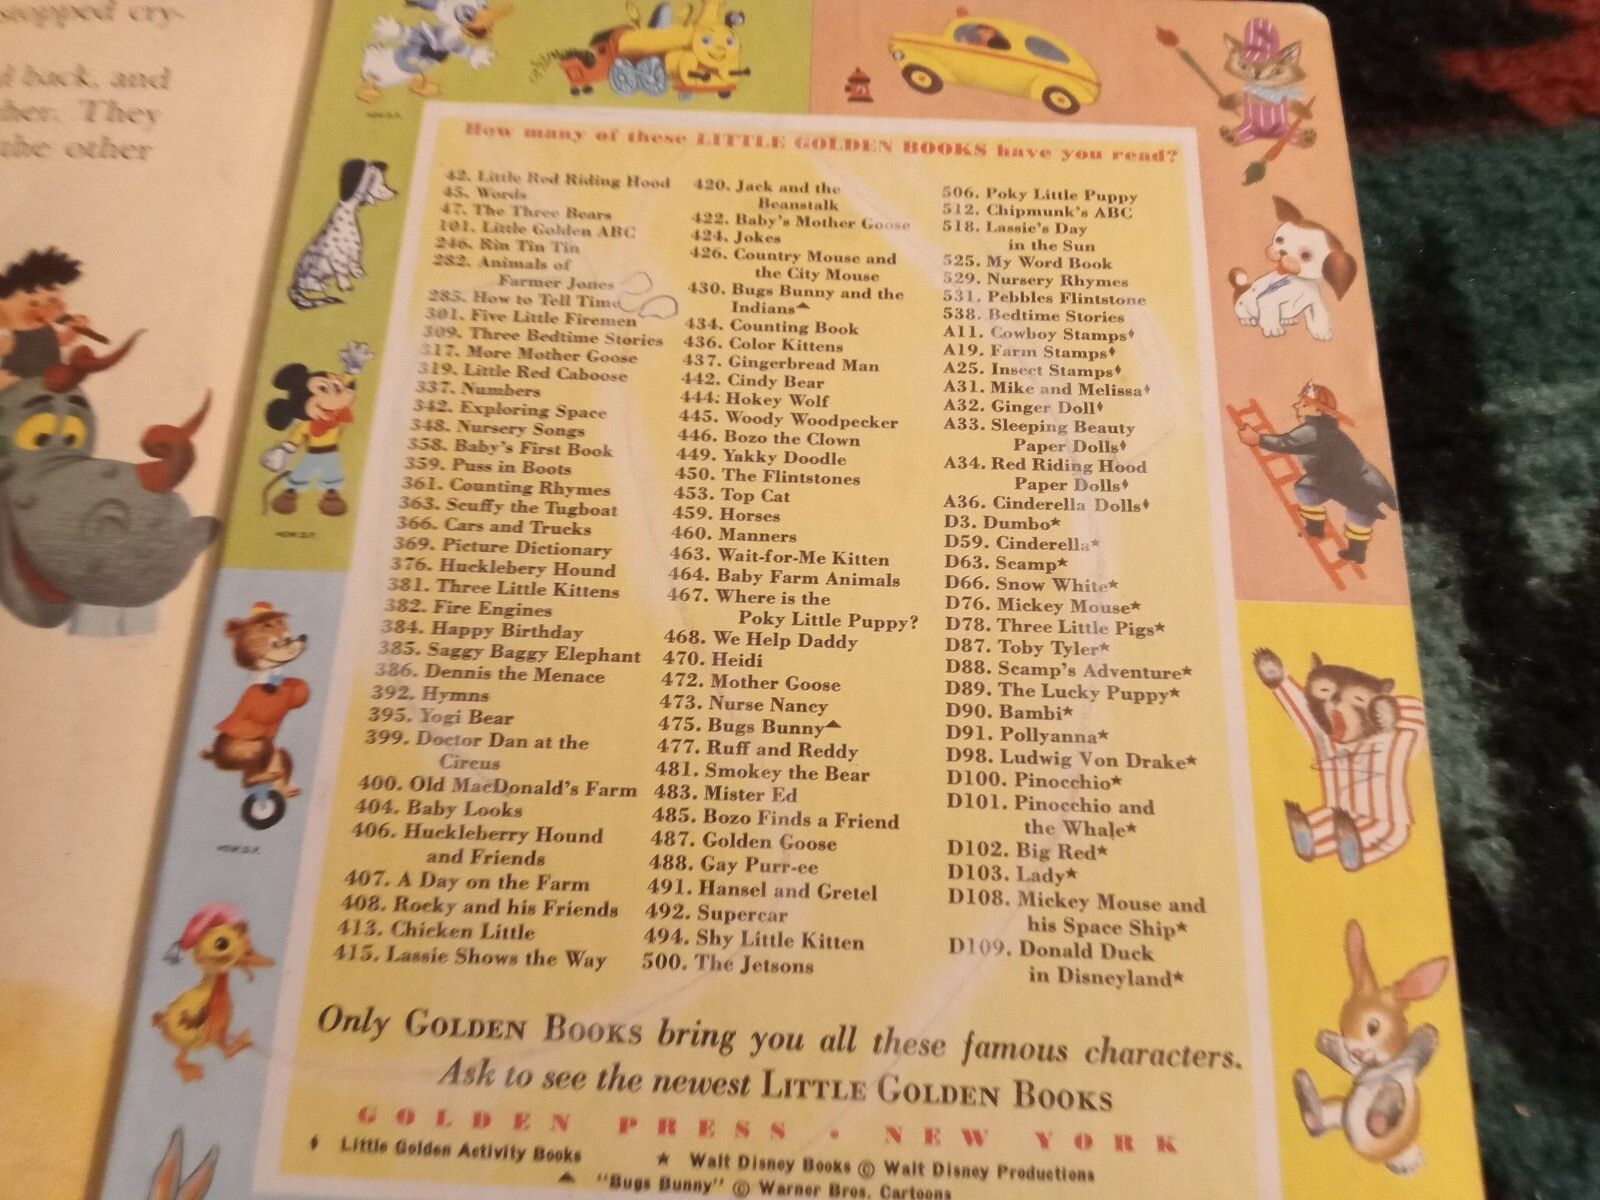 stopped cry-
back, and
They
the other
How many of these LITTLE GOLDEN BOOKS have you read?
42. Little Red Riding Hood
45. Words
47. The Three Bears
101. Little Golden ABC
246. Rin Tin Tin
282. Animals of
Farmer Jones
285. How to Tell Time
301. Five Little Firemen
309. Three Bedtime Stories
317. More Mother Goose
319. Little Red Caboose
337. Numbers
342. Exploring Space
348. Nursery Songs
358. Baby's First Book
359. Puss in Boots
361. Counting Rhymes
363. Scuffy the Tugboat
366. Cars and Trucks
369. Picture Dictionary
376. Hucklebery Hound
381. Three Little Kittens
382. Fire Engines
384. Happy Birthday
385. Saggy Baggy Elephant
386. Dennis the Menace
392. Hymns
395. Yogi Bear
399. Doctor Dan at the
Circus
400. Old MacDonald's Farm
404. Baby Looks
406. Huckleberry Hound
and Friends
407. A Day on the Farm
408. Rocky and his Friends
413. Chicken Little
415. Lassie Shows the Way
420. Jack and the
Beanstalk
422. Baby's Mother Goose
424. Jokes
426. Country Mouse and
the City Mouse
430. Bugs Bunny and the
Indians▲
434. Counting Book
436. Color Kittens
437. Gingerbread Man
442. Cindy Bear
444. Hokey Wolf
445. Woody Woodpecker
446. Bozo the Clown
449. Yakky Doodle
450. The Flintstones
453. Top Cat
459. Horses
460. Manners
463. Wait-for-Me Kitten
464. Baby Farm Animals
467. Where is the
Poky Little Puppy?
468. We Help Daddy
470. Heidi
472. Mother Goose
473. Nurse Nancy
475. Bugs Bunny▲
477. Ruff and Reddy
481. Smokey the Bear
483. Mister Ed
485. Bozo Finds a Friend
487. Golden Goose
488. Gay Purr-ee
491. Hansel and Gretel
492. Supercar
494. Shy Little Kitten
500. The Jetsons
506. Poky Little Puppy
512. Chipmunk's ABC
518. Lassie's Day
in the Sun
525. My Word Book
529. Nursery Rhymes
531. Pebbles Flintstone
538. Bedtime Stories
A11. Cowboy Stamps♦
A19. Farm Stamps♦
A25. Insect Stamps♦
A31. Mike and Melissa♦
A32. Ginger Doll♦
A33. Sleeping Beauty
Paper Dolls♦
A34. Red Riding Hood
Paper Dolls♦
A36. Cinderella Dolls♦
D3. Dumbo★
D59. Cinderella★
D63. Scamp★
D66. Snow White★
D76. Mickey Mouse★
D78. Three Little Pigs★
D87. Toby Tyler★
D88. Scamp's Adventure★
D89. The Lucky Puppy★
D90. Bambi★
D91. Pollyanna★
D98. Ludwig Von Drake★
D100. Pinocchio★
D101. Pinocchio and
the Whale★
D102. Big Red★
D103. Lady★
D108. Mickey Mouse and
his Space Ship★
D109. Donald Duck
in Disneyland★
Only GOLDEN BOOKS bring you all these famous characters.
Ask to see the newest LITTLE GOLDEN BOOKS
GOLDEN PRESS • NEW YORK
♦ Little Golden Activity Books
★ Walt Disney Books © Walt Disney Productions
▲ "Bugs Bunny" © Warner Bros. Cartoons